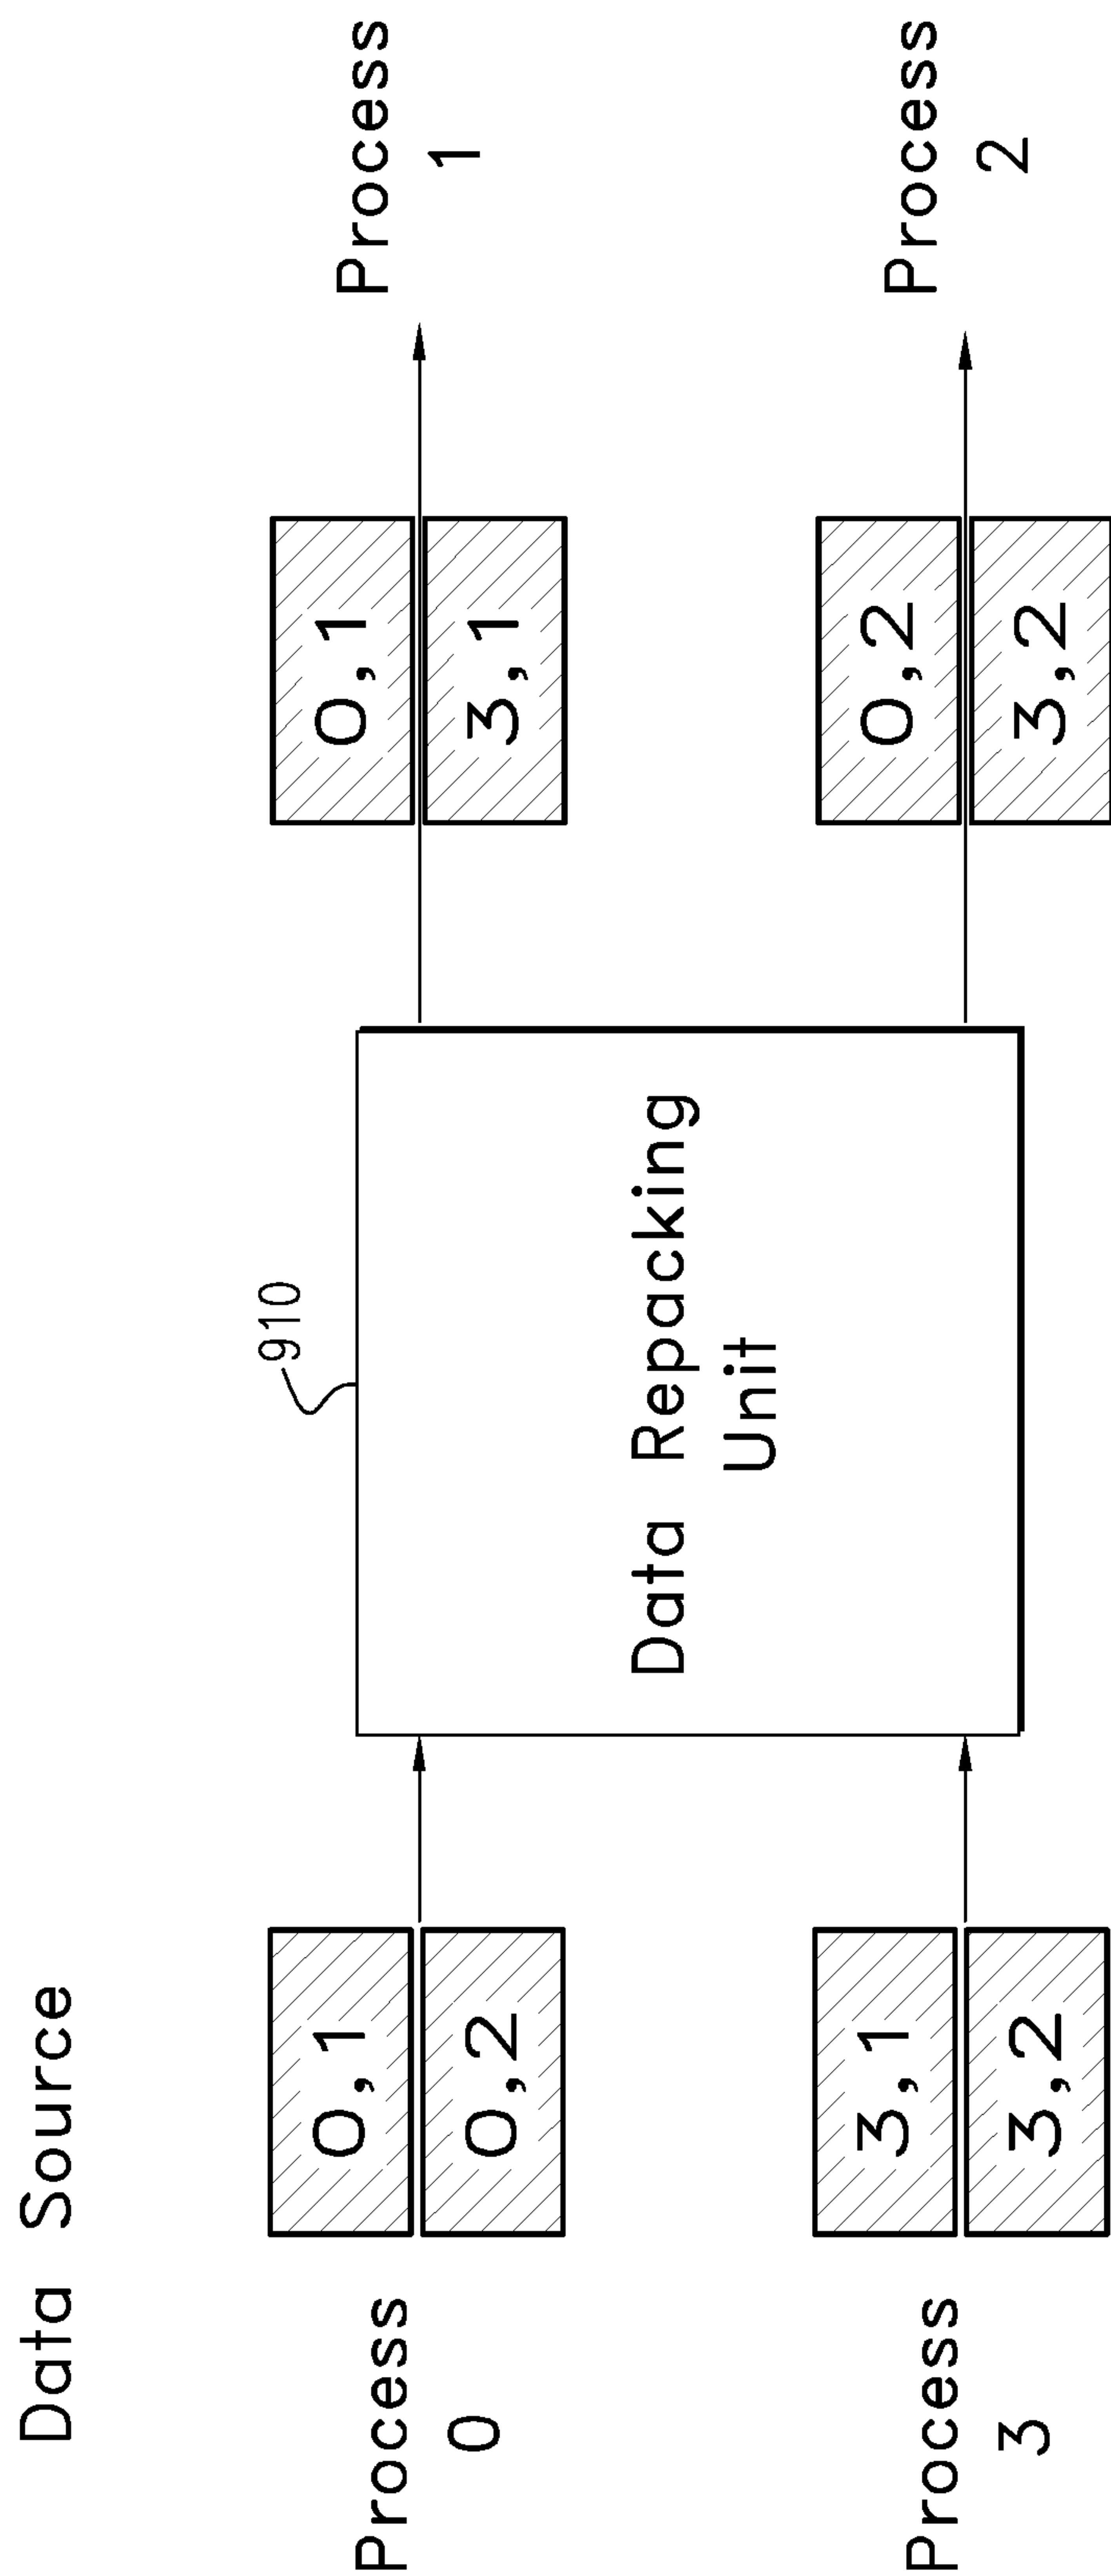 Data Source
Process
0
0,1
0,2
Process
3
3,1
3,2
910
Data Repacking
Unit
0,1
3,1
Process
1
0,2
3,2
Process
2